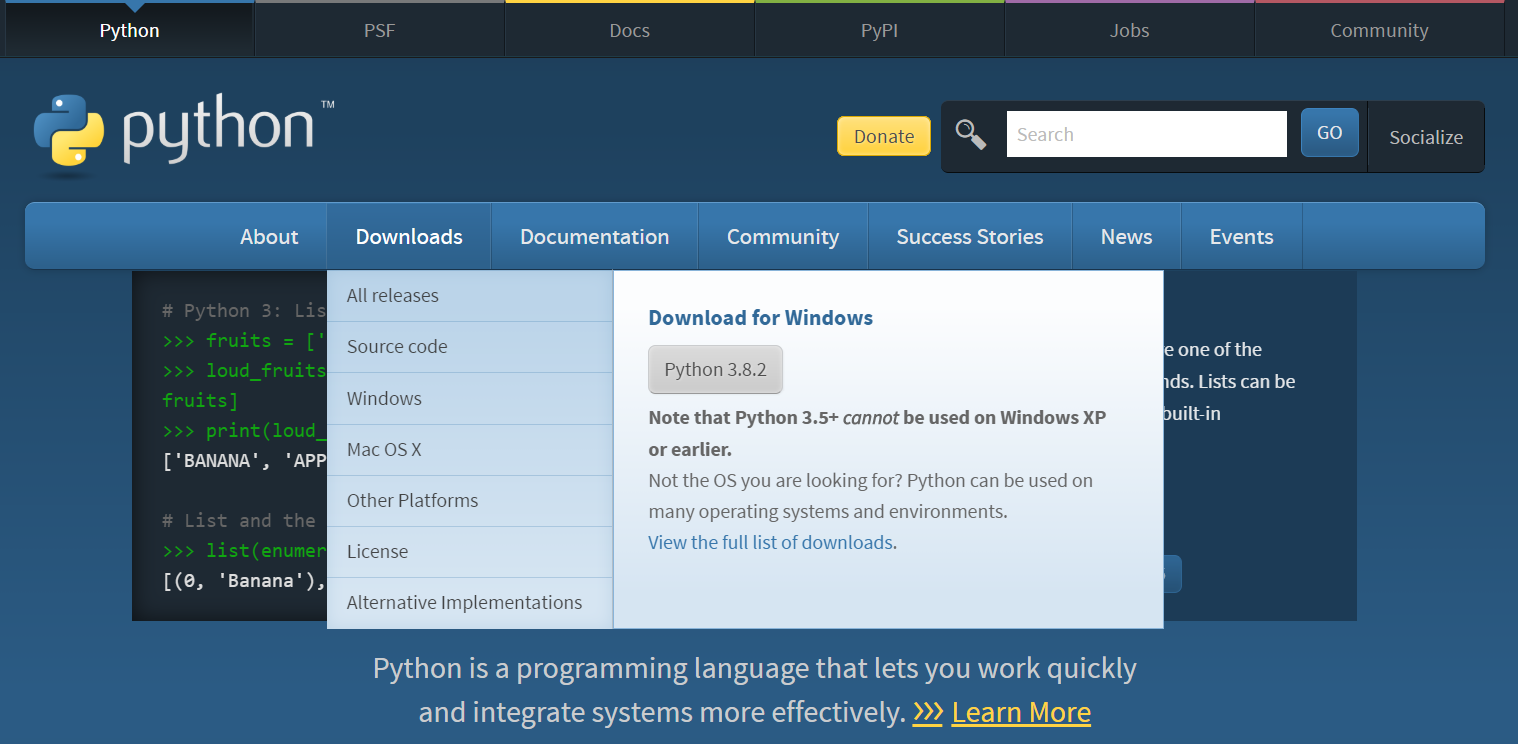 Python
PSF
Docs
PyPI
Jobs
Community
python™
Donate
Search
GO
Socialize
About
Downloads
Documentation
Community
Success Stories
News
Events
# Python 3: Lis
>>> fruits = ['
>>> loud_fruits
fruits]
>>> print(loud_
['BANANA', 'APP
# List and the
>>> list(enumer
[(0, 'Banana'),
All releases
Source code
Windows
Mac OS X
Other Platforms
License
Alternative Implementations
Download for Windows
Python 3.8.2
Note that Python 3.5+ cannot be used on Windows XP
or earlier.
Not the OS you are looking for? Python can be used on
many operating systems and environments.
View the full list of downloads.
e one of the
nds. Lists can be
built-in
Python is a programming language that lets you work quickly
and integrate systems more effectively. >>> Learn More